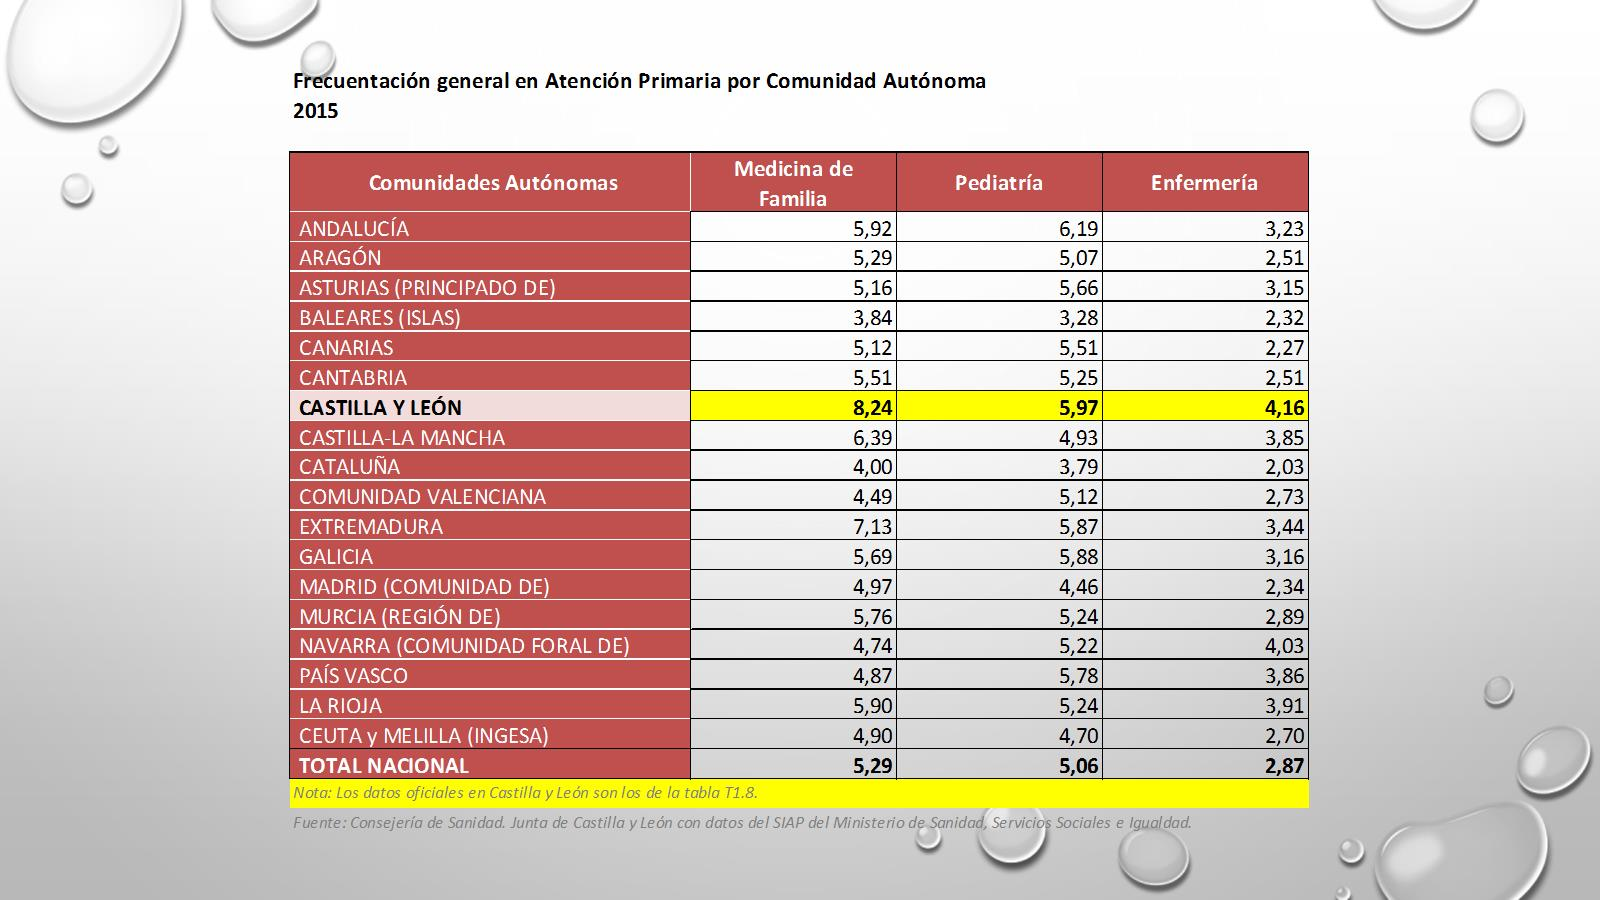 Frecuentación general en Atención Primaria por Comunidad Autónoma
2015
Comunidades Autónomas Medicina de Familia Pediatría Enfermería
ANDALUCÍA 5,92 6,19 3,23
ARAGÓN 5,29 5,07 2,51
ASTURIAS (PRINCIPADO DE) 5,16 5,66 3,15
BALEARES (ISLAS) 3,84 3,28 2,32
CANARIAS 5,12 5,51 2,27
CANTABRIA 5,51 5,25 2,51
CASTILLA Y LEÓN 8,24 5,97 4,16
CASTILLA-LA MANCHA 6,39 4,93 3,85
CATALUÑA 4,00 3,79 2,03
COMUNIDAD VALENCIANA 4,49 5,12 2,73
EXTREMADURA 7,13 5,87 3,44
GALICIA 5,69 5,88 3,16
MADRID (COMUNIDAD DE) 4,97 4,46 2,34
MURCIA (REGIÓN DE) 5,76 5,24 2,89
NAVARRA (COMUNIDAD FORAL DE) 4,74 5,22 4,03
PAÍS VASCO 4,87 5,78 3,86
LA RIOJA 5,90 5,24 3,91
CEUTA y MELILLA (INGESA) 4,90 4,70 2,70
TOTAL NACIONAL 5,29 5,06 2,87
Nota: Los datos oficiales en Castilla y León son los de la tabla T1.8.
Fuente: Consejería de Sanidad. Junta de Castilla y León con datos del SIAP del Ministerio de Sanidad, Servicios Sociales e Igualdad.